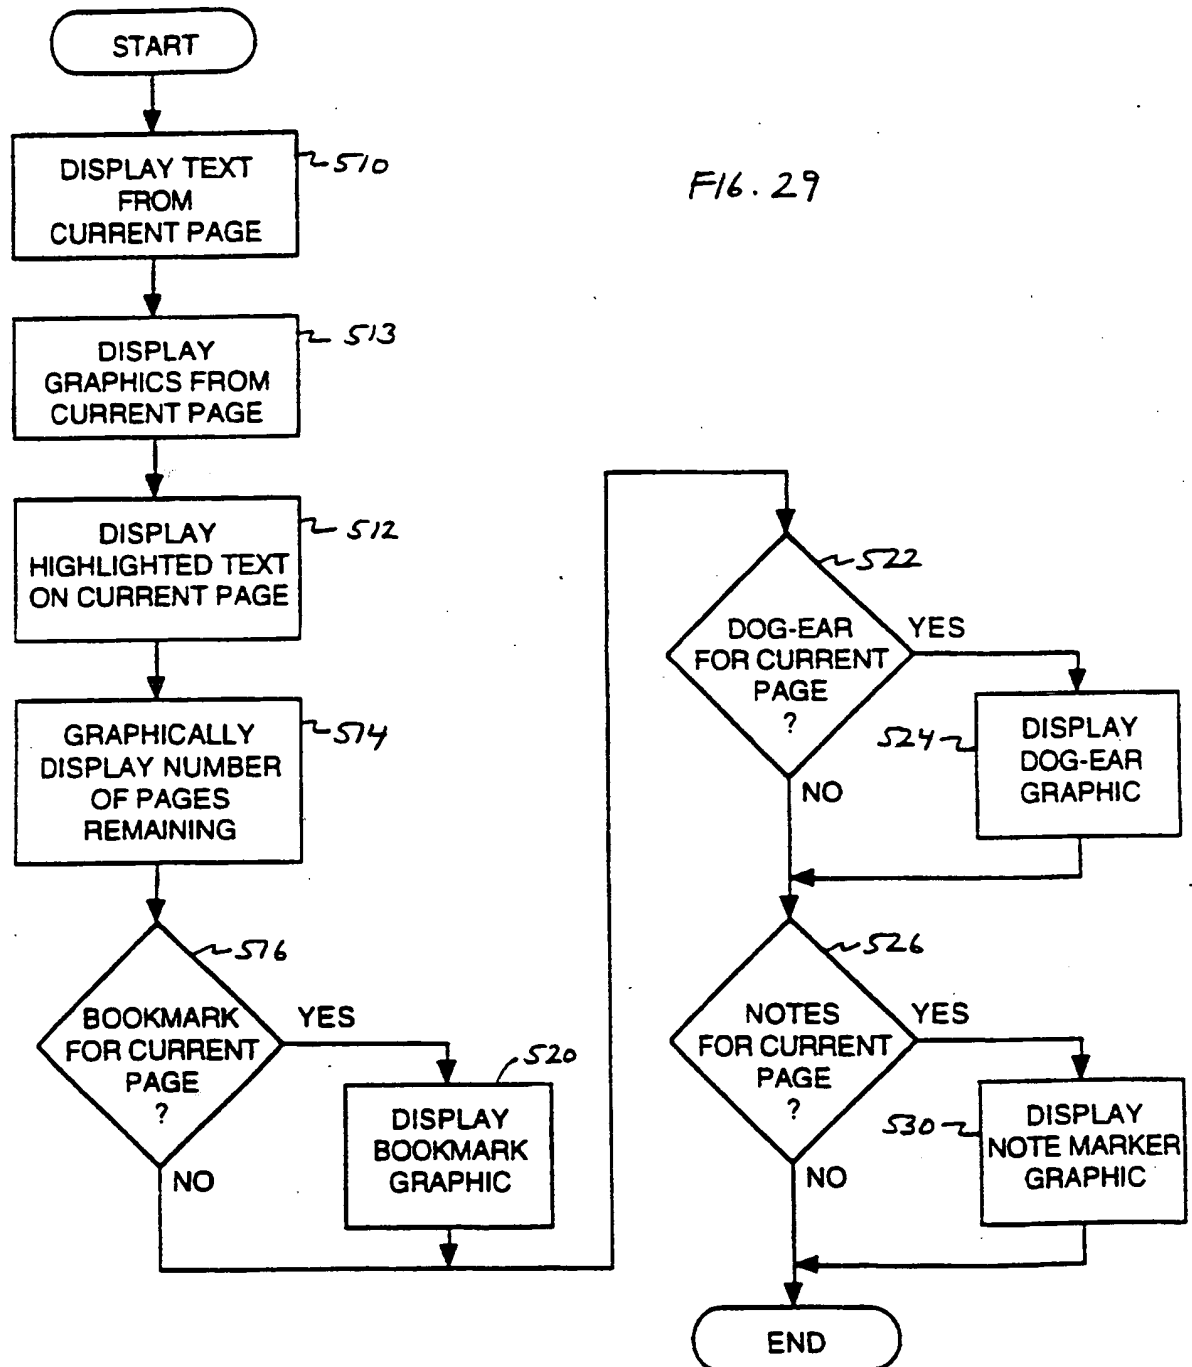 START
DISPLAY TEXT
FROM
CURRENT PAGE
510
FIG. 29
DISPLAY
GRAPHICS FROM
CURRENT PAGE
513
DISPLAY
HIGHLIGHTED TEXT
ON CURRENT PAGE
512
GRAPHICALLY
DISPLAY NUMBER
OF PAGES
REMAINING
514
BOOKMARK
FOR CURRENT
PAGE
?
516
YES
NO
DISPLAY
BOOKMARK
GRAPHIC
520
DOG-EAR
FOR CURRENT
PAGE
?
522
YES
NO
DISPLAY
DOG-EAR
GRAPHIC
524
NOTES
FOR CURRENT
PAGE
?
526
YES
NO
DISPLAY
NOTE MARKER
GRAPHIC
530
END